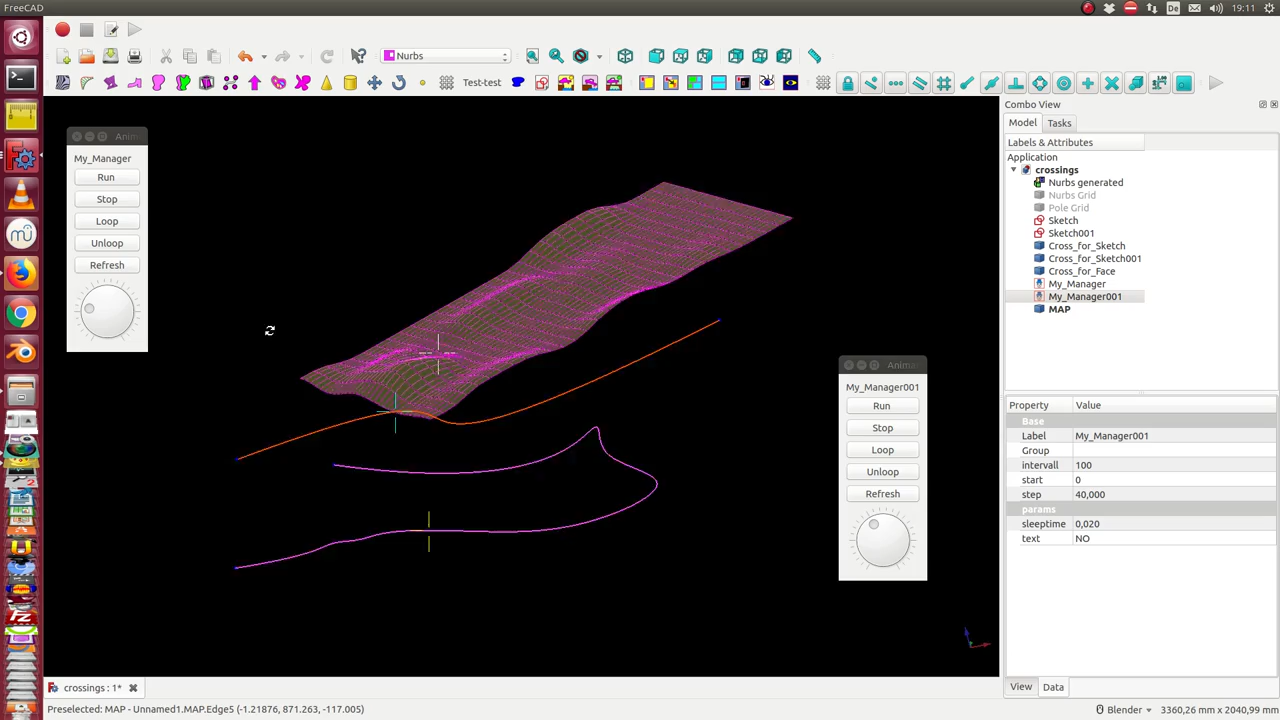 FreeCAD
De
19:11
Nurbs
Test-test
My_Manager
Run
Stop
Loop
Unloop
Refresh
My_Manager001
Run
Stop
Loop
Unloop
Refresh
Combo View
Model
Tasks
Labels & Attributes
Application
crossings
Nurbs generated
Nurbs Grid
Pole Grid
Sketch
Sketch001
Cross_for_Sketch
Cross_for_Sketch001
Cross_for_Face
My_Manager
My_Manager001
MAP
Property Value
Base
Label My_Manager001
Group
intervall 100
start 0
step 40,000
params
sleeptime 0,020
text NO
View
Data
crossings : 1*
Preselected: MAP - Unnamed1.MAP.Edge5 (-1.21876, 871.263, -117.005)
Blender
3360,26 mm x 2040,99 mm